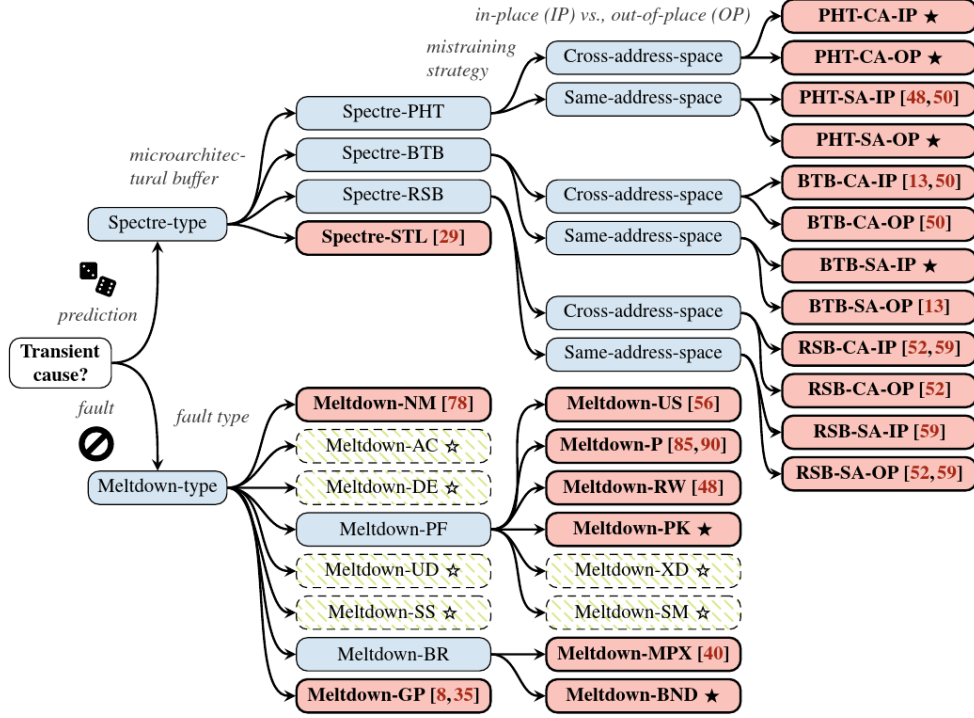 in-place (IP) vs., out-of-place (OP)
mistraining
strategy
microarchitec-
tural buffer
prediction
Transient
cause?
fault
fault type
Spectre-type
Spectre-PHT
Spectre-BTB
Spectre-RSB
Spectre-STL [29]
Cross-address-space
Same-address-space
Cross-address-space
Same-address-space
Cross-address-space
Same-address-space
PHT-CA-IP ★
PHT-CA-OP ★
PHT-SA-IP [48,50]
PHT-SA-OP ★
BTB-CA-IP [13,50]
BTB-CA-OP [50]
BTB-SA-IP ★
BTB-SA-OP [13]
RSB-CA-IP [52,59]
RSB-CA-OP [52]
RSB-SA-IP [59]
RSB-SA-OP [52,59]
Meltdown-type
Meltdown-NM [78]
Meltdown-AC ☆
Meltdown-DE ☆
Meltdown-PF
Meltdown-UD ☆
Meltdown-SS ☆
Meltdown-BR
Meltdown-GP [8,35]
Meltdown-US [56]
Meltdown-P [85,90]
Meltdown-RW [48]
Meltdown-PK ★
Meltdown-XD ☆
Meltdown-SM ☆
Meltdown-MPX [40]
Meltdown-BND ★